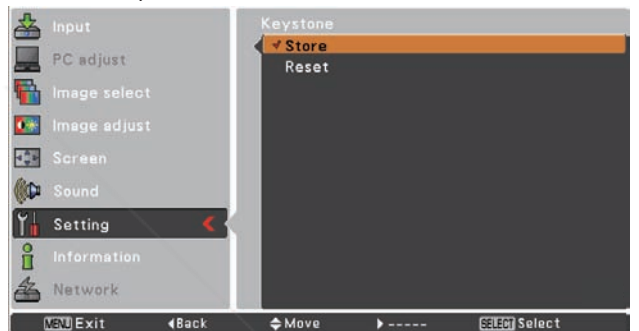 Input
PC adjust
Image select
Image adjust
Screen
Sound
Setting
Information
Network
Keystone
Store
Reset
MENU Exit ◀Back Move ▶----- SELECT Select